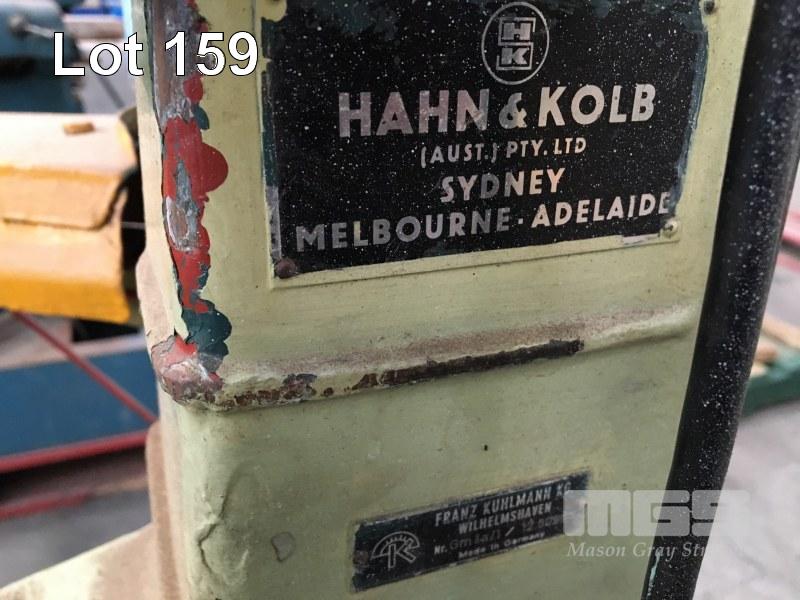 Lot 159
HK
HAHN & KOLB
(AUST.) PTY. LTD
SYDNEY
MELBOURNE · ADELAIDE
FRANZ KUHLMANN KG
WILHELMSHAVEN
Nr.
Made in Germany
MGS
Mason Gray